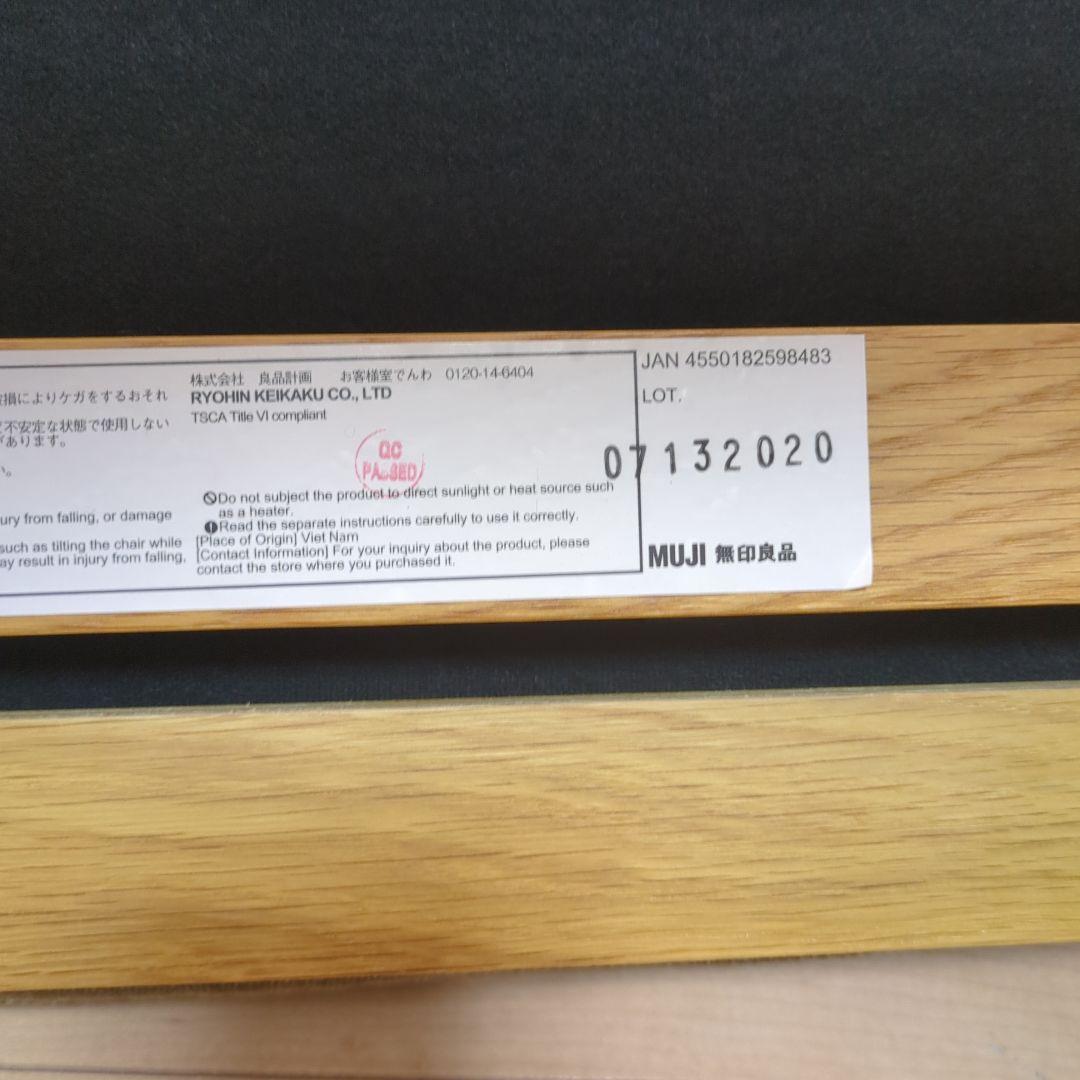 損によりケガをするおそれ
不安定な状態で使用しない
があります。
い。
ury from falling, or damage
such as tilting the chair while
ay result in injury from falling,
株式会社 良品計画 お客様室でんわ 0120-14-6404
RYOHIN KEIKAKU CO., LTD
TSCA Title VI compliant
QC
PASSED
Do not subject the product to direct sunlight or heat source such
as a heater.
Read the separate instructions carefully to use it correctly.
[Place of Origin] Viet Nam
[Contact Information] For your inquiry about the product, please
contact the store where you purchased it.
JAN 4550182598483
LOT.
07132020
MUJI 無印良品